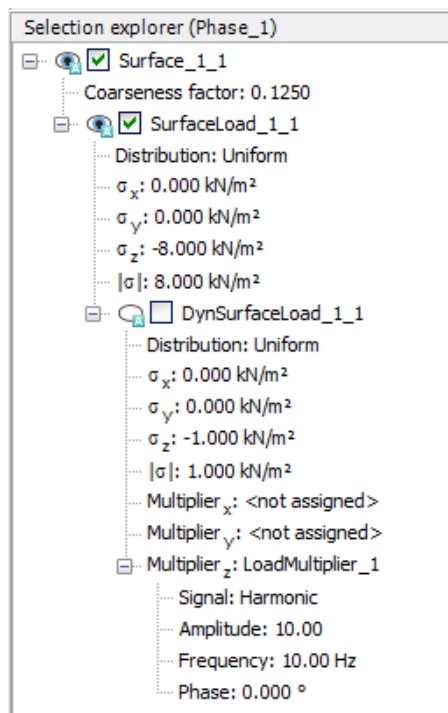 Selection explorer (Phase_1)
Surface_1_1
Coarseness factor: 0.1250
SurfaceLoad_1_1
Distribution: Uniform
σx: 0.000 kN/m²
σy: 0.000 kN/m²
σz: -8.000 kN/m²
|σ|: 8.000 kN/m²
DynSurfaceLoad_1_1
Distribution: Uniform
σx: 0.000 kN/m²
σy: 0.000 kN/m²
σz: -1.000 kN/m²
|σ|: 1.000 kN/m²
Multiplierx: <not assigned>
Multipliery: <not assigned>
Multiplierz: LoadMultiplier_1
Signal: Harmonic
Amplitude: 10.00
Frequency: 10.00 Hz
Phase: 0.000 °